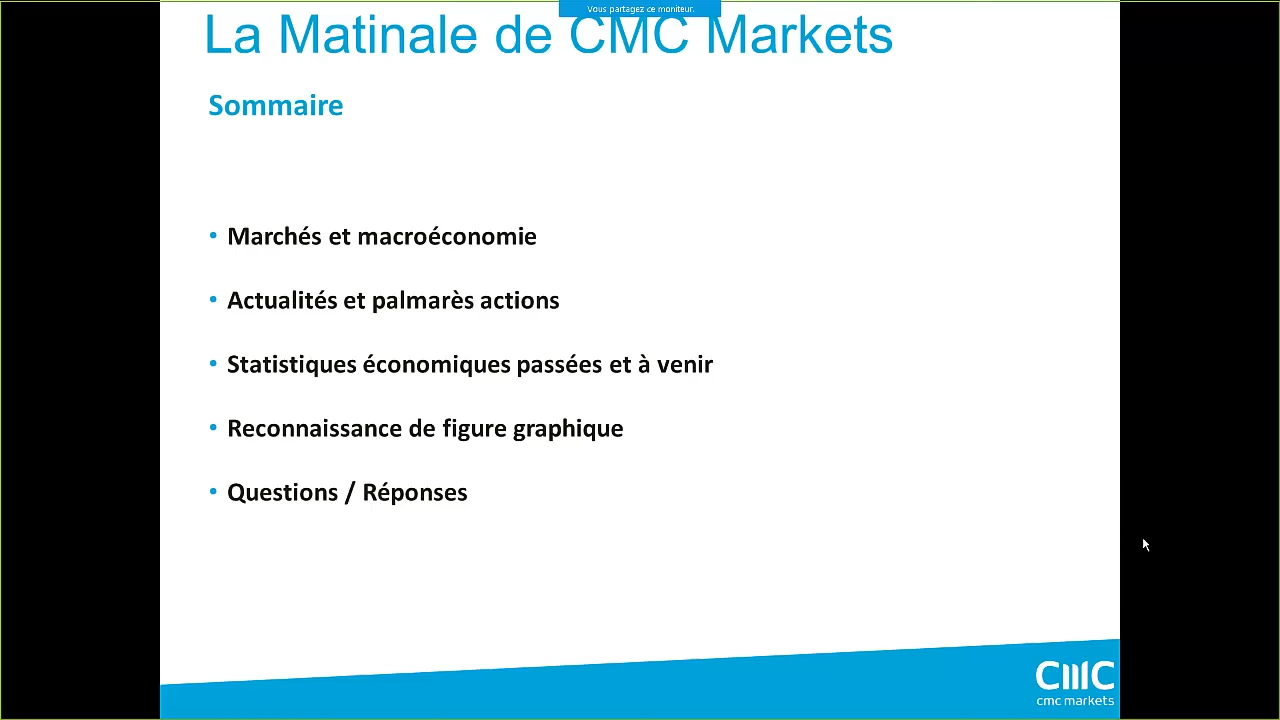 Vous partagez ce moniteur.
La Matinale de CMC Markets
Sommaire
• Marchés et macroéconomie
• Actualités et palmarès actions
• Statistiques économiques passées et à venir
• Reconnaissance de figure graphique
• Questions / Réponses
CMC
cmc markets